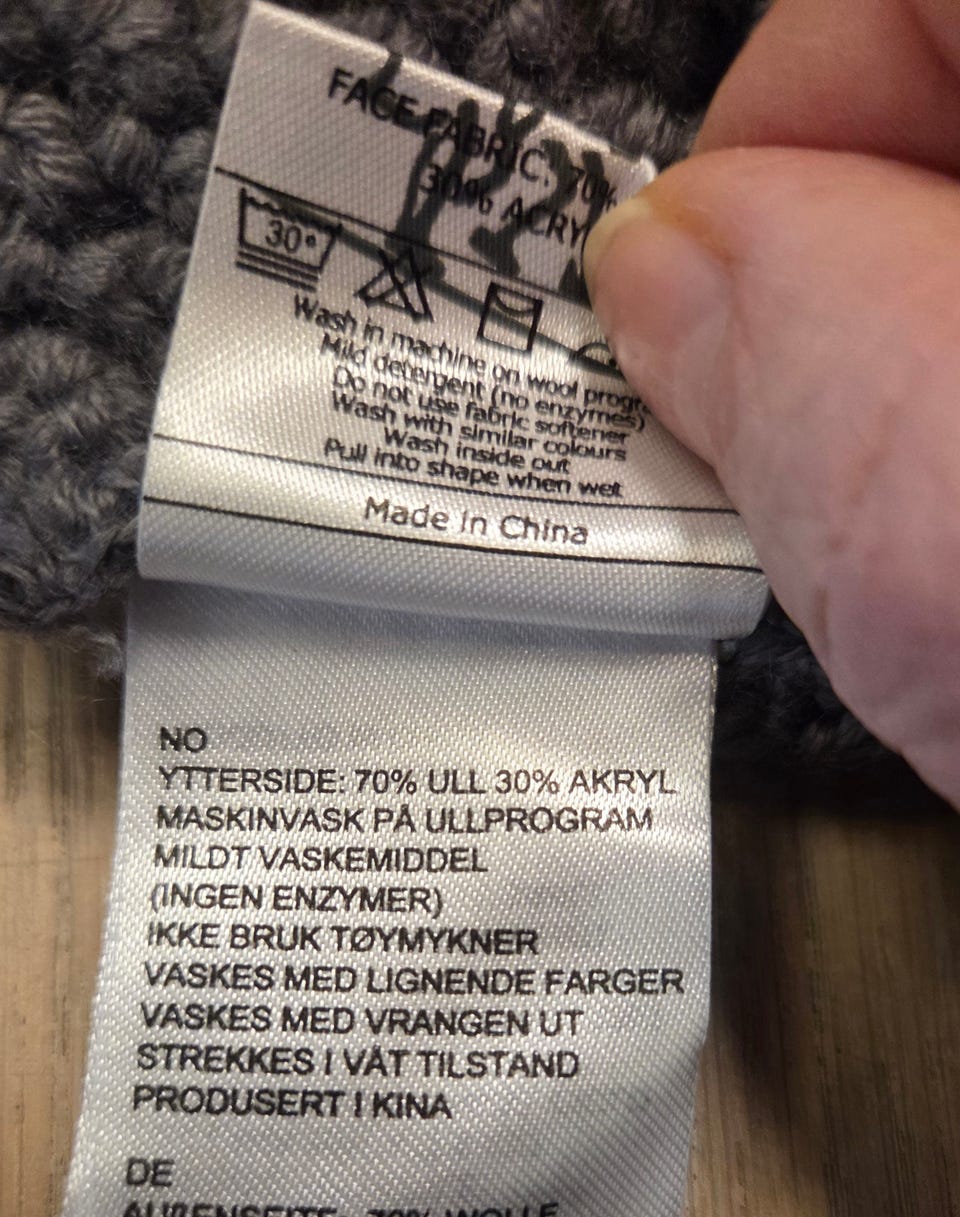 FACE FABRIC: 70%
30% ACRY
30°
Wash in machine on wool progr
Mild detergent (no enzymes)
Do not use fabric softener
Wash with similar colours
Wash inside out
Pull into shape when wet
Made in China
NO
YTTERSIDE: 70% ULL 30% AKRYL
MASKINVASK PÅ ULLPROGRAM
MILDT VASKEMIDDEL
(INGEN ENZYMER)
IKKE BRUK TØYMYKNER
VASKES MED LIGNENDE FARGER
VASKES MED VRANGEN UT
STREKKES I VÅT TILSTAND
PRODUSERT I KINA
DE
AUßENSEITE: 70% WOLLE